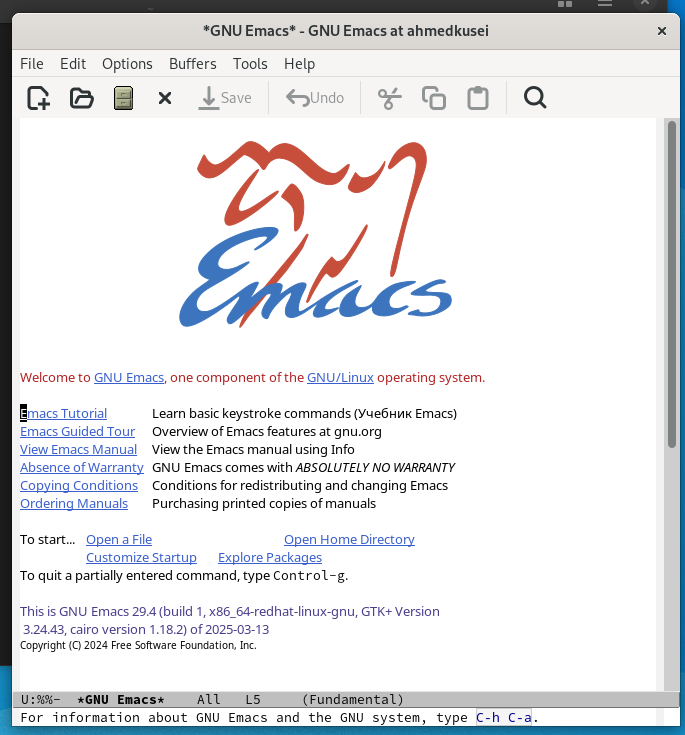 *GNU Emacs* - GNU Emacs at ahmedkusei
File Edit Options Buffers Tools Help
Save Undo
Emacs
Welcome to GNU Emacs, one component of the GNU/Linux operating system.
Emacs Tutorial Learn basic keystroke commands (Учебник Emacs)
Emacs Guided Tour Overview of Emacs features at gnu.org
View Emacs Manual View the Emacs manual using Info
Absence of Warranty GNU Emacs comes with ABSOLUTELY NO WARRANTY
Copying Conditions Conditions for redistributing and changing Emacs
Ordering Manuals Purchasing printed copies of manuals
To start... Open a File Open Home Directory
Customize Startup Explore Packages
To quit a partially entered command, type Control-g.
This is GNU Emacs 29.4 (build 1, x86_64-redhat-linux-gnu, GTK+ Version
3.24.43, cairo version 1.18.2) of 2025-03-13
Copyright (C) 2024 Free Software Foundation, Inc.
U:%%- *GNU Emacs* All L5 (Fundamental)
For information about GNU Emacs and the GNU system, type C-h C-a.